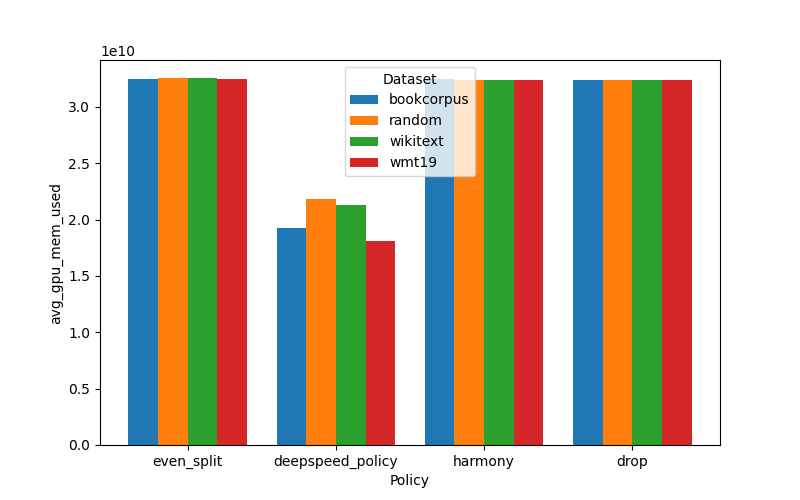 1e10
3.0
2.5
2.0
1.5
1.0
0.5
0.0
avg_gpu_mem_used
Dataset
bookcorpus
random
wikitext
wmt19
even_split deepspeed_policy harmony drop
Policy